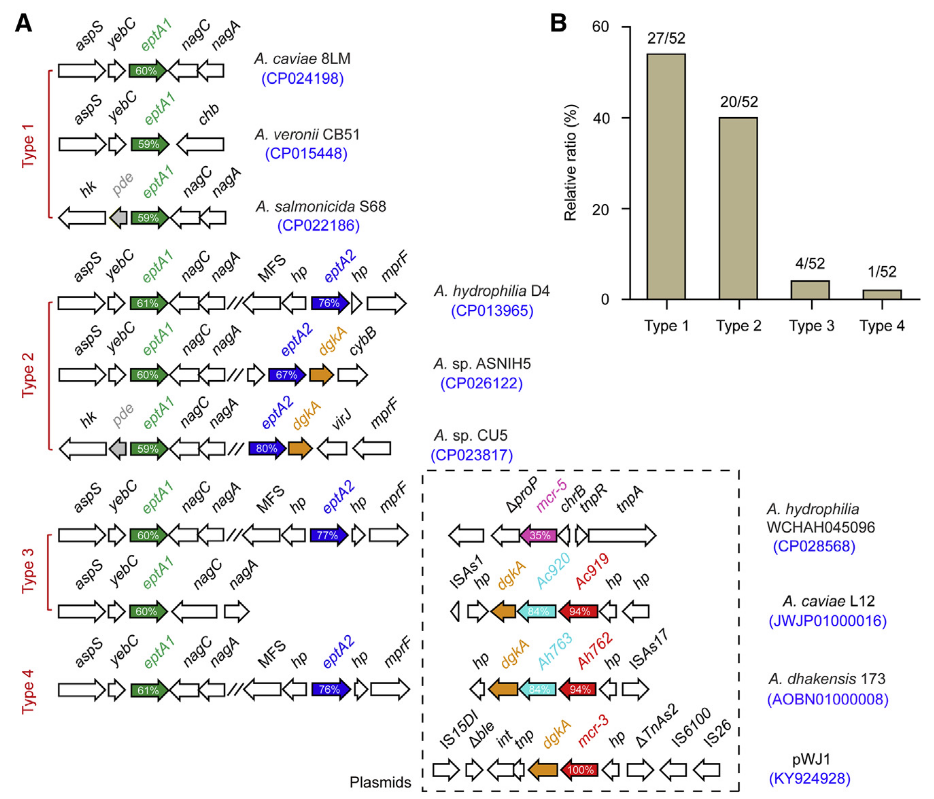 A
aspS yebC eptA1 nagC nagA
60%
A. caviae 8LM
(CP024198)
aspS yebC eptA1 chb
59%
A. veronii CB51
(CP015448)
hk pde eptA1 nagC nagA
59%
A. salmonicida S68
(CP022186)
Type 1
aspS yebC eptA1 nagC nagA // MFS hp eptA2 hp mprF
61% 76%
A. hydrophilia D4
(CP013965)
aspS yebC eptA1 nagC nagA // eptA2 dgkA cybB
60% 67%
A. sp. ASNIH5
(CP026122)
hk pde eptA1 nagC nagA // eptA2 dgkA virJ mprF
59% 80%
A. sp. CU5
(CP023817)
Type 2
aspS yebC eptA1 nagC nagA // MFS hp eptA2 hp mprF
60% 77%
ΔproP mcr-5 chrB tnpR tnpA
35%
A. hydrophilia
WCHAH045096
(CP028568)
aspS yebC eptA1 nagC nagA
60%
ISAs1 hp dgkA Ac920 Ac919 hp hp
84% 94%
A. caviae L12
(JWJP01000016)
Type 3
aspS yebC eptA1 nagC nagA // MFS hp eptA2 hp mprF
61% 76%
hp dgkA Ah763 Ah762 hp ISAs17
84% 94%
A. dhakensis 173
(AOBN01000008)
Type 4
IS15DI Δble int tnp dgkA mcr-3 hp ΔTnAs2 IS6100 IS26
100%
pWJ1
(KY924928)
Plasmids
B
Relative ratio (%)
60
40
20
0
27/52
20/52
4/52
1/52
Type 1 Type 2 Type 3 Type 4